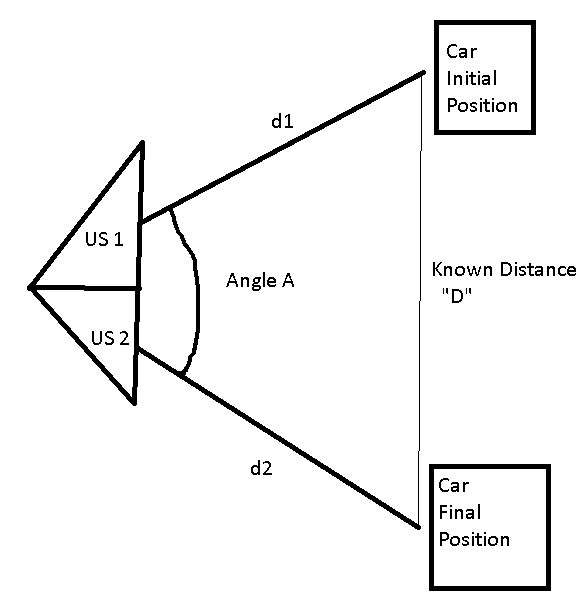 Car
Initial
Position
d1
US 1
Angle A
Known Distance
"D"
US 2
d2
Car
Final
Position